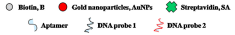 Biotin, B Gold nanoparticles, AuNPs Streptavidin, SA
Aptamer DNA probe 1 DNA probe 2